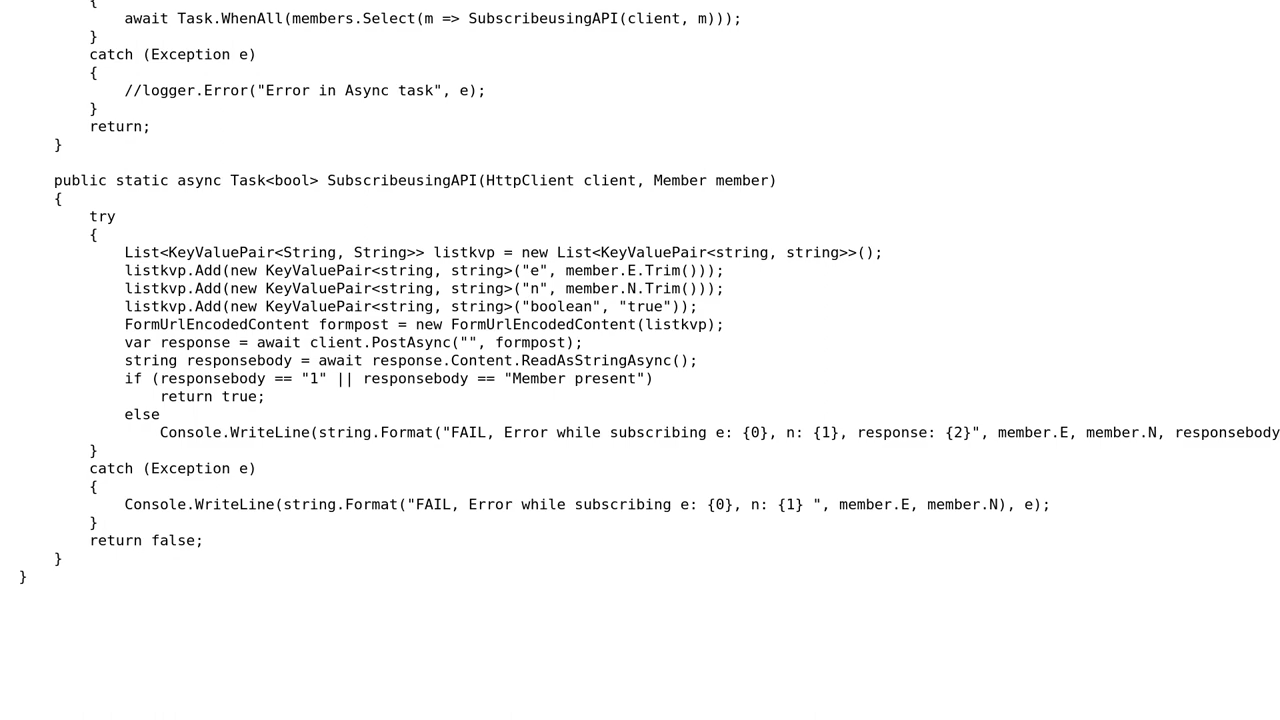 {
await Task.WhenAll(members.Select(m => SubscribeusingAPI(client, m)));
}
catch (Exception e)
{
//logger.Error("Error in Async task", e);
}
return;
}
public static async Task<bool> SubscribeusingAPI(HttpClient client, Member member)
{
try
{
List<KeyValuePair<String, String>> listkvp = new List<KeyValuePair<string, string>>();
listkvp.Add(new KeyValuePair<string, string>("e", member.E.Trim()));
listkvp.Add(new KeyValuePair<string, string>("n", member.N.Trim()));
listkvp.Add(new KeyValuePair<string, string>("boolean", "true"));
FormUrlEncodedContent formpost = new FormUrlEncodedContent(listkvp);
var response = await client.PostAsync("", formpost);
string responsebody = await response.Content.ReadAsStringAsync();
if (responsebody == "1" || responsebody == "Member present")
return true;
else
Console.WriteLine(string.Format("FAIL, Error while subscribing e: {0}, n: {1}, response: {2}", member.E, member.N, responsebody
}
catch (Exception e)
{
Console.WriteLine(string.Format("FAIL, Error while subscribing e: {0}, n: {1} ", member.E, member.N), e);
}
return false;
}
}